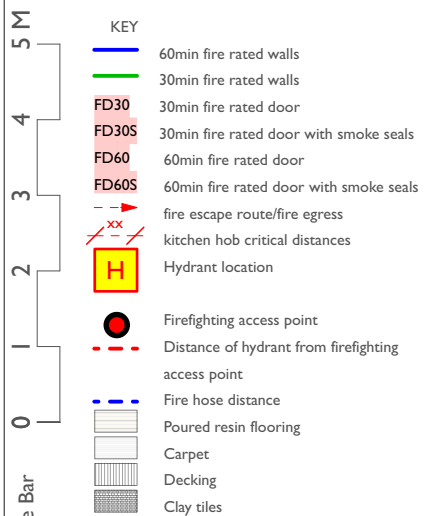 KEY
60min fire rated walls
30min fire rated walls
FD30 30min fire rated door
FD30S 30min fire rated door with smoke seals
FD60 60min fire rated door
FD60S 60min fire rated door with smoke seals
fire escape route/fire egress
xx
kitchen hob critical distances
H Hydrant location
Firefighting access point
Distance of hydrant from firefighting
access point
Fire hose distance
Poured resin flooring
Carpet
Decking
Clay tiles
e Bar
0 1 2 3 4 5 M